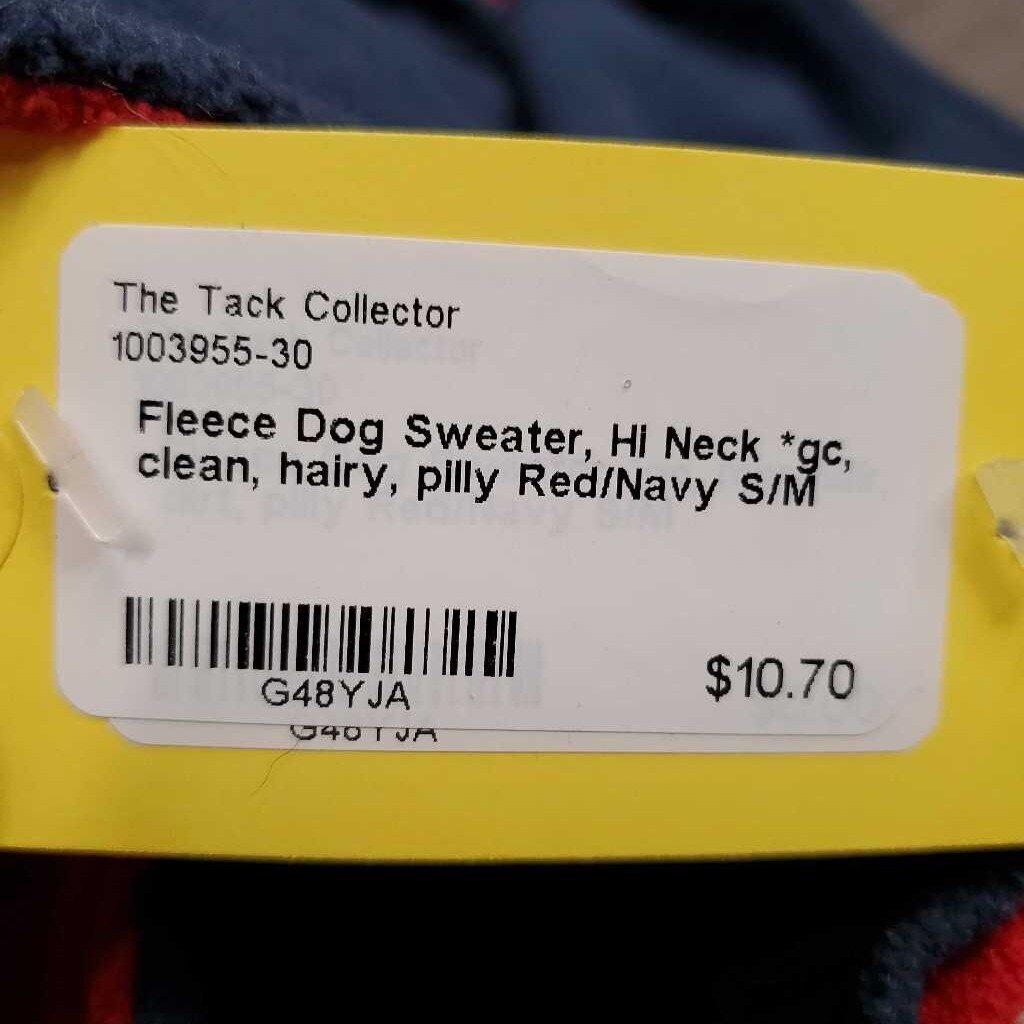 The Tack Collector
1003955-30
Fleece Dog Sweater, Hi Neck *gc,
clean, hairy, pilly Red/Navy S/M
G48YJA
$10.70
G48YJA